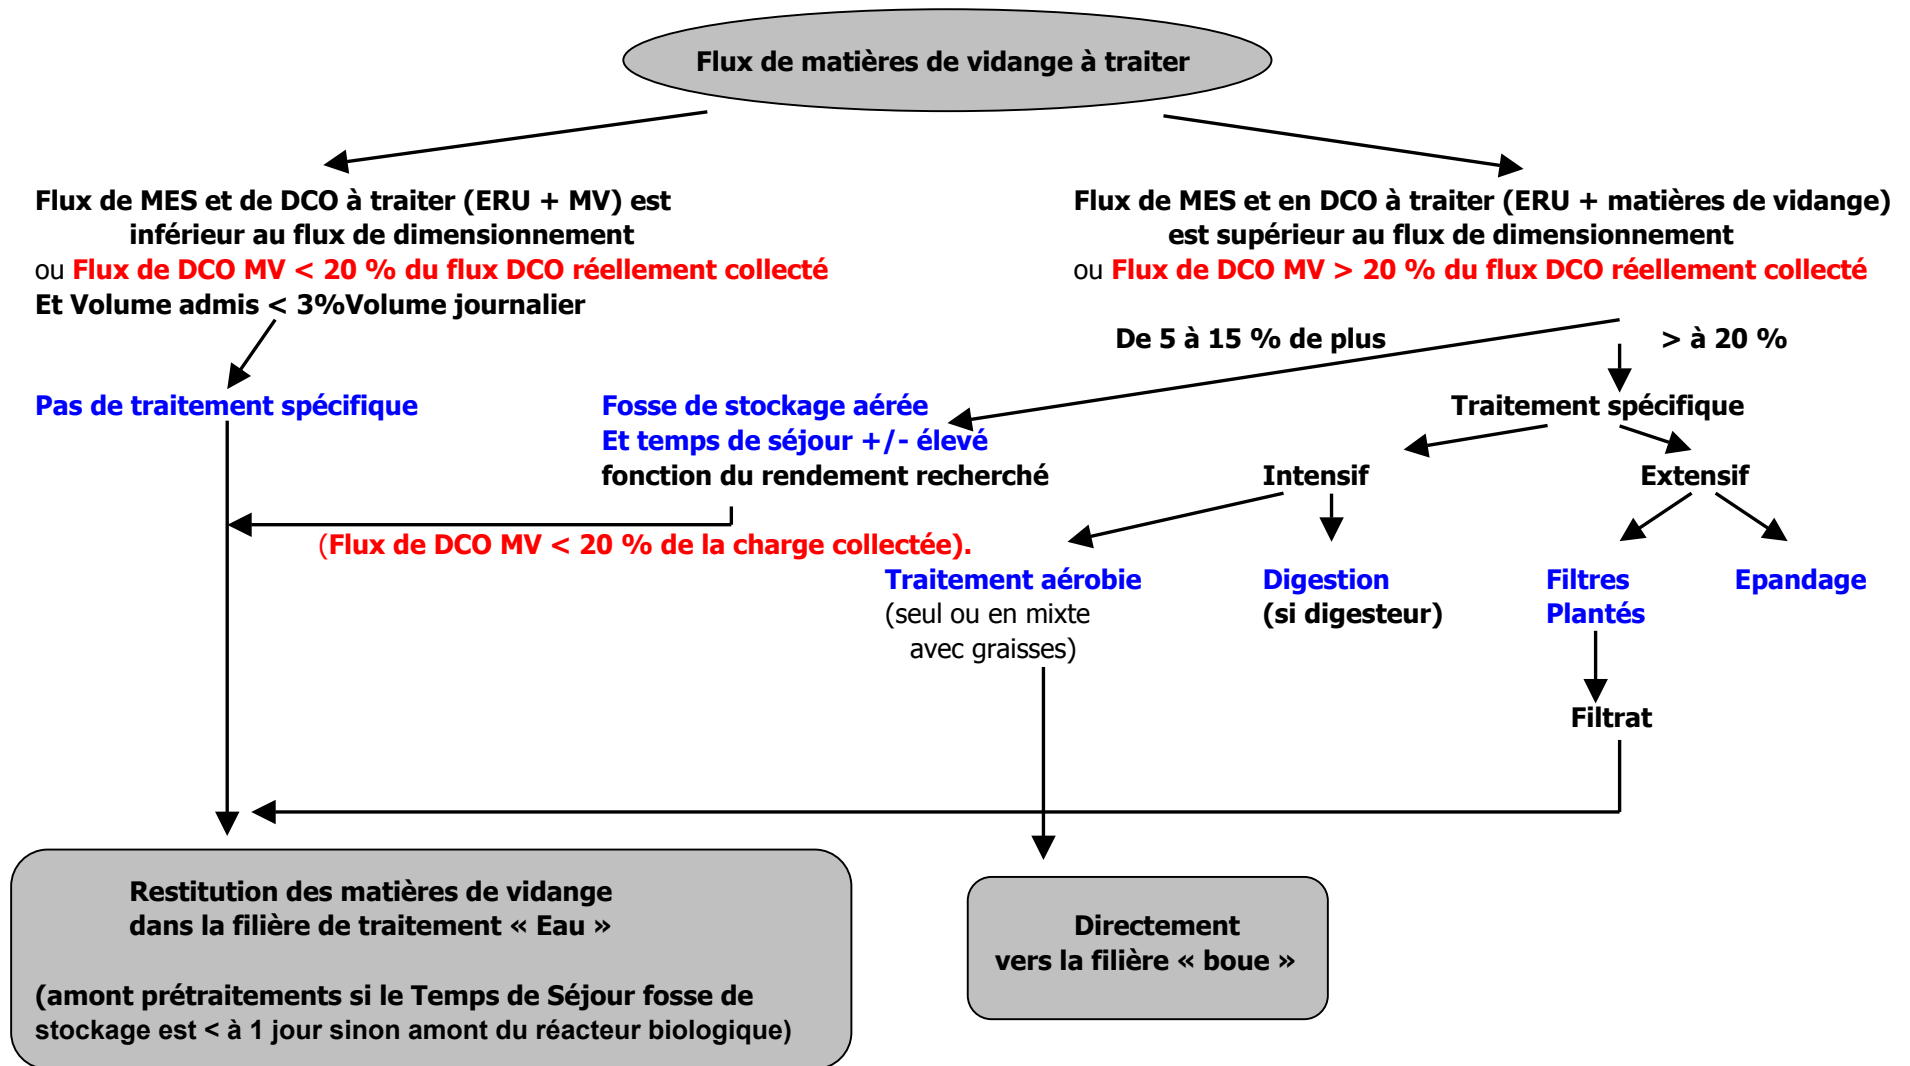 Flux de matières de vidange à traiter
Flux de MES et de DCO à traiter (ERU + MV) est
inférieur au flux de dimensionnement
ou Flux de DCO MV < 20 % du flux DCO réellement collecté
Et Volume admis < 3%Volume journalier
Flux de MES et en DCO à traiter (ERU + matières de vidange)
est supérieur au flux de dimensionnement
ou Flux de DCO MV > 20 % du flux DCO réellement collecté
De 5 à 15 % de plus
> à 20 %
Pas de traitement spécifique
Fosse de stockage aérée
Et temps de séjour +/- élevé
fonction du rendement recherché
Traitement spécifique
Intensif
Extensif
(Flux de DCO MV < 20 % de la charge collectée).
Traitement aérobie
(seul ou en mixte
avec graisses)
Digestion
(si digesteur)
Filtres
Plantés
Epandage
Filtrat
Restitution des matières de vidange
dans la filière de traitement « Eau »
(amont prétraitements si le Temps de Séjour fosse de
stockage est < à 1 jour sinon amont du réacteur biologique)
Directement
vers la filière « boue »